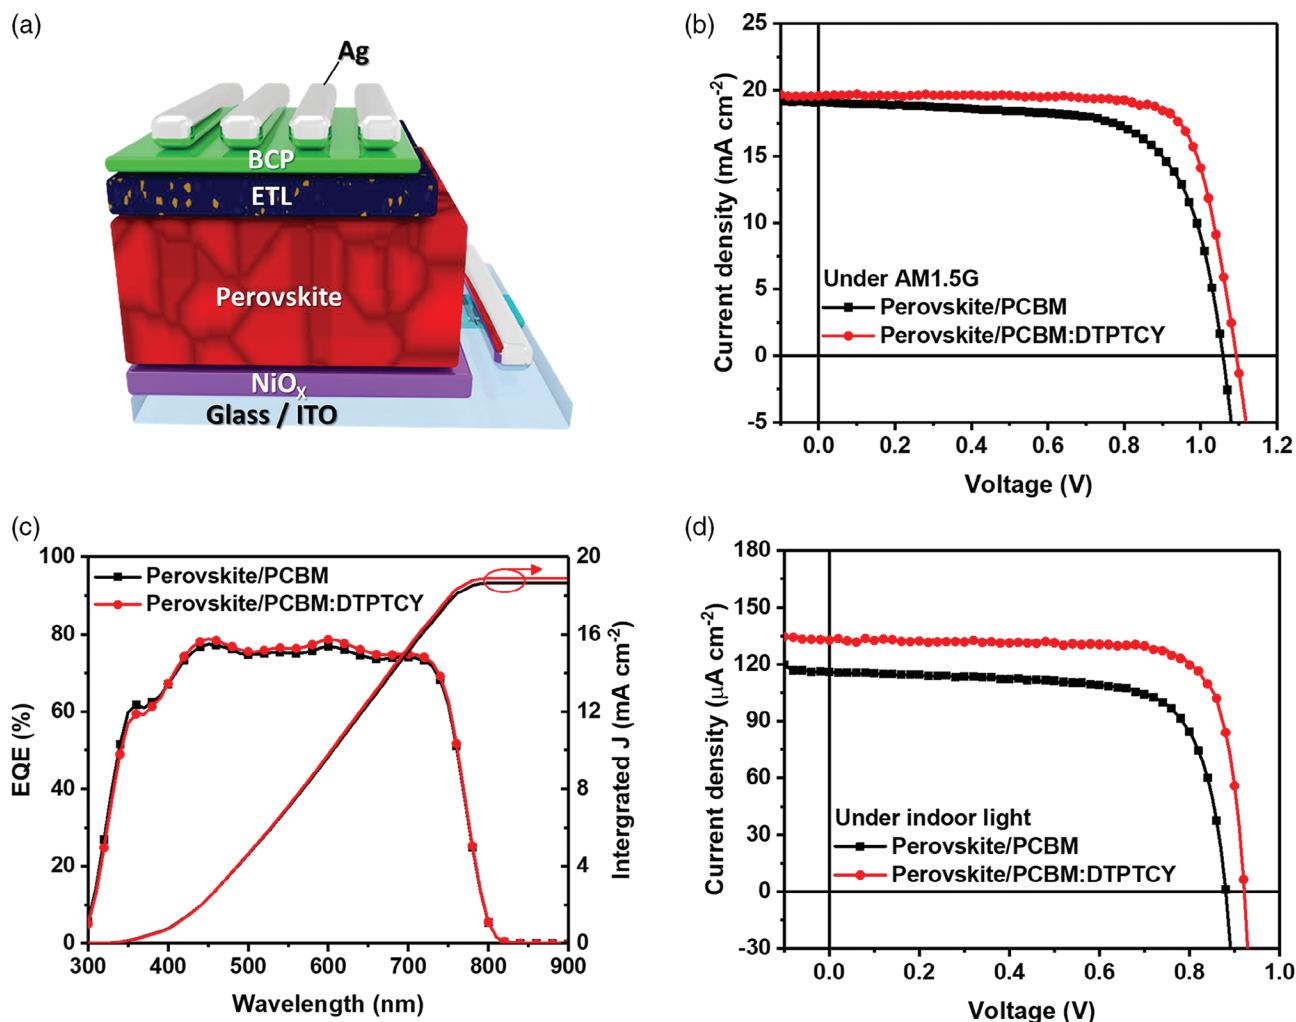 (a)
Ag
BCP
ETL
Perovskite
NiOX
Glass / ITO
(b)
25
20
15
10
5
0
-5
Current density (mA cm-2)
Under AM1.5G
Perovskite/PCBM
Perovskite/PCBM:DTPTCY
0.0 0.2 0.4 0.6 0.8 1.0 1.2
Voltage (V)
(c)
100
80
60
40
20
0
EQE (%)
Perovskite/PCBM
Perovskite/PCBM:DTPTCY
20
16
12
8
4
0
Intergrated J (mA cm-2)
300 400 500 600 700 800 900
Wavelength (nm)
(d)
180
150
120
90
60
30
0
-30
Current density (μA cm-2)
Under indoor light
Perovskite/PCBM
Perovskite/PCBM:DTPTCY
0.0 0.2 0.4 0.6 0.8 1.0
Voltage (V)